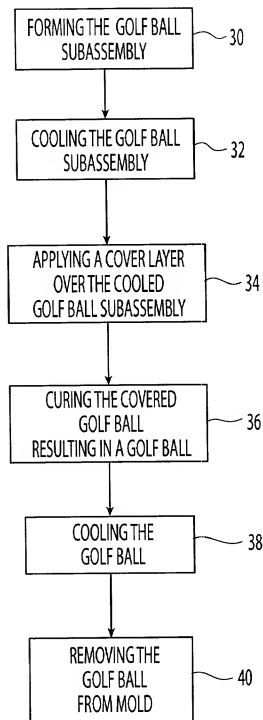 FORMING THE GOLF BALL
SUBASSEMBLY
30
COOLING THE GOLF BALL
SUBASSEMBLY
32
APPLYING A COVER LAYER
OVER THE COOLED
GOLF BALL SUBASSEMBLY
34
CURING THE COVERED
GOLF BALL
RESULTING IN A GOLF BALL
36
COOLING THE
GOLF BALL
38
REMOVING THE
GOLF BALL
FROM MOLD
40